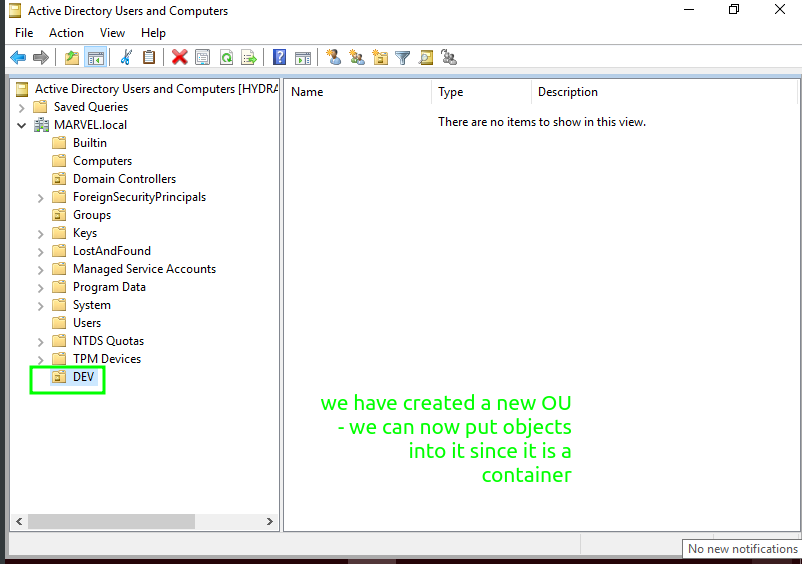 Active Directory Users and Computers
File Action View Help
Active Directory Users and Computers [HYDRA
Saved Queries
MARVEL.local
Builtin
Computers
Domain Controllers
ForeignSecurityPrincipals
Groups
Keys
LostAndFound
Managed Service Accounts
Program Data
System
Users
NTDS Quotas
TPM Devices
DEV
Name Type Description
There are no items to show in this view.
we have created a new OU
- we can now put objects
into it since it is a
container
No new notifications